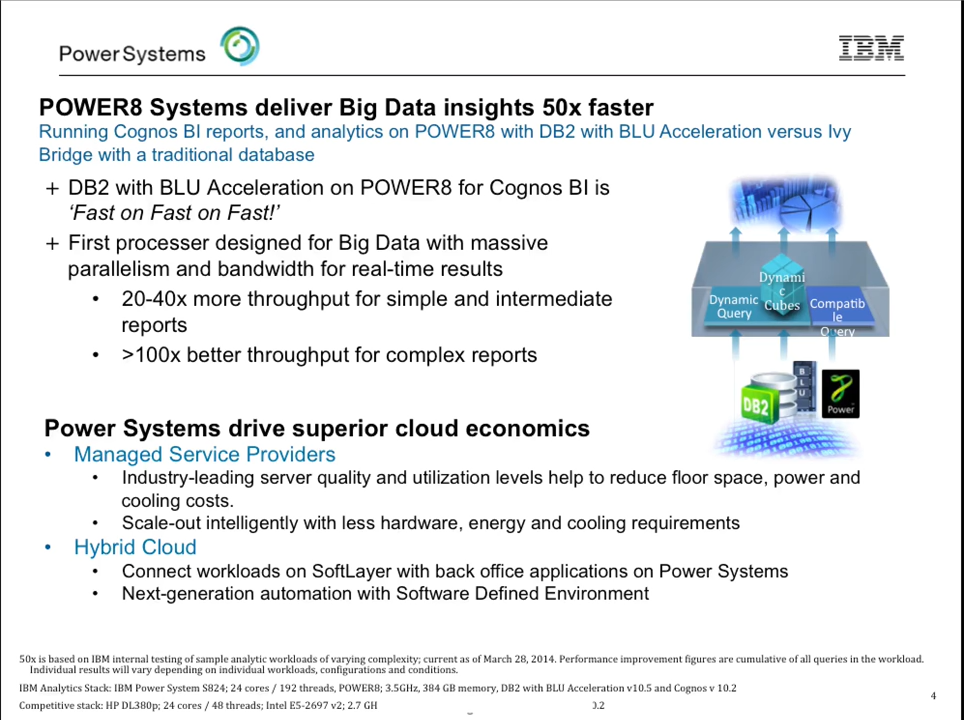 Power Systems
IBM
POWER8 Systems deliver Big Data insights 50x faster
Running Cognos BI reports, and analytics on POWER8 with DB2 with BLU Acceleration versus Ivy
Bridge with a traditional database
+ DB2 with BLU Acceleration on POWER8 for Cognos BI is
‘Fast on Fast on Fast!’
+ First processer designed for Big Data with massive
parallelism and bandwidth for real-time results
• 20-40x more throughput for simple and intermediate
reports
• >100x better throughput for complex reports
Dynamic
Query
Dynami
c
Cubes
Compatib
le
Query
DB2
B
L
U
Power
Power Systems drive superior cloud economics
• Managed Service Providers
• Industry-leading server quality and utilization levels help to reduce floor space, power and
cooling costs.
• Scale-out intelligently with less hardware, energy and cooling requirements
• Hybrid Cloud
• Connect workloads on SoftLayer with back office applications on Power Systems
• Next-generation automation with Software Defined Environment
50x is based on IBM internal testing of sample analytic workloads of varying complexity; current as of March 28, 2014. Performance improvement figures are cumulative of all queries in the workload.
Individual results will vary depending on individual workloads, configurations and conditions.
IBM Analytics Stack: IBM Power System S824; 24 cores / 192 threads, POWER8; 3.5GHz, 384 GB memory, DB2 with BLU Acceleration v10.5 and Cognos v 10.2
Competitive stack: HP DL380p; 24 cores / 48 threads; Intel E5-2697 v2; 2.7 GH
4